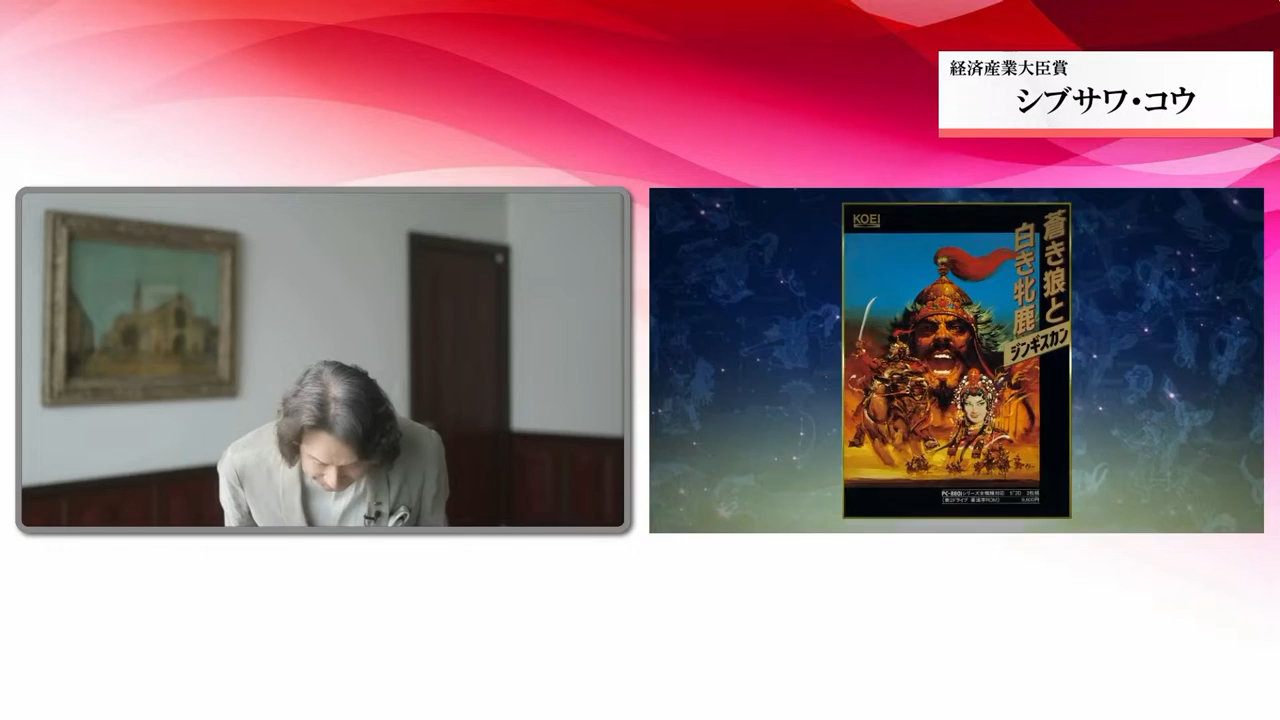 経済産業大臣賞
シブサワ・コウ
KOEI
蒼き狼と
白き牝鹿
ジンギスカン